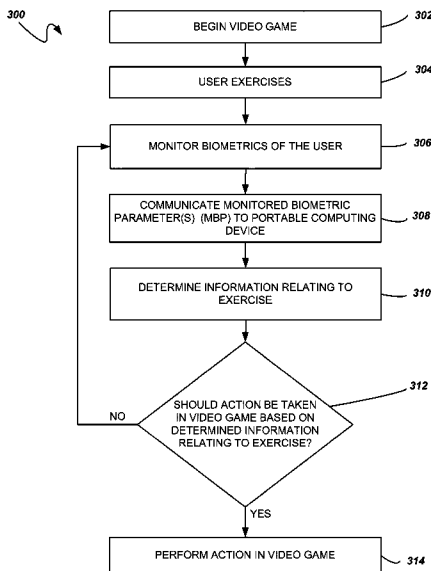 300
BEGIN VIDEO GAME
302
USER EXERCISES
304
MONITOR BIOMETRICS OF THE USER
306
COMMUNICATE MONITORED BIOMETRIC
PARAMETER(S) (MBP) TO PORTABLE COMPUTING
DEVICE
308
DETERMINE INFORMATION RELATING TO
EXERCISE
310
SHOULD ACTION BE TAKEN
IN VIDEO GAME BASED ON
DETERMINED INFORMATION
RELATING TO EXERCISE?
312
NO
YES
PERFORM ACTION IN VIDEO GAME
314